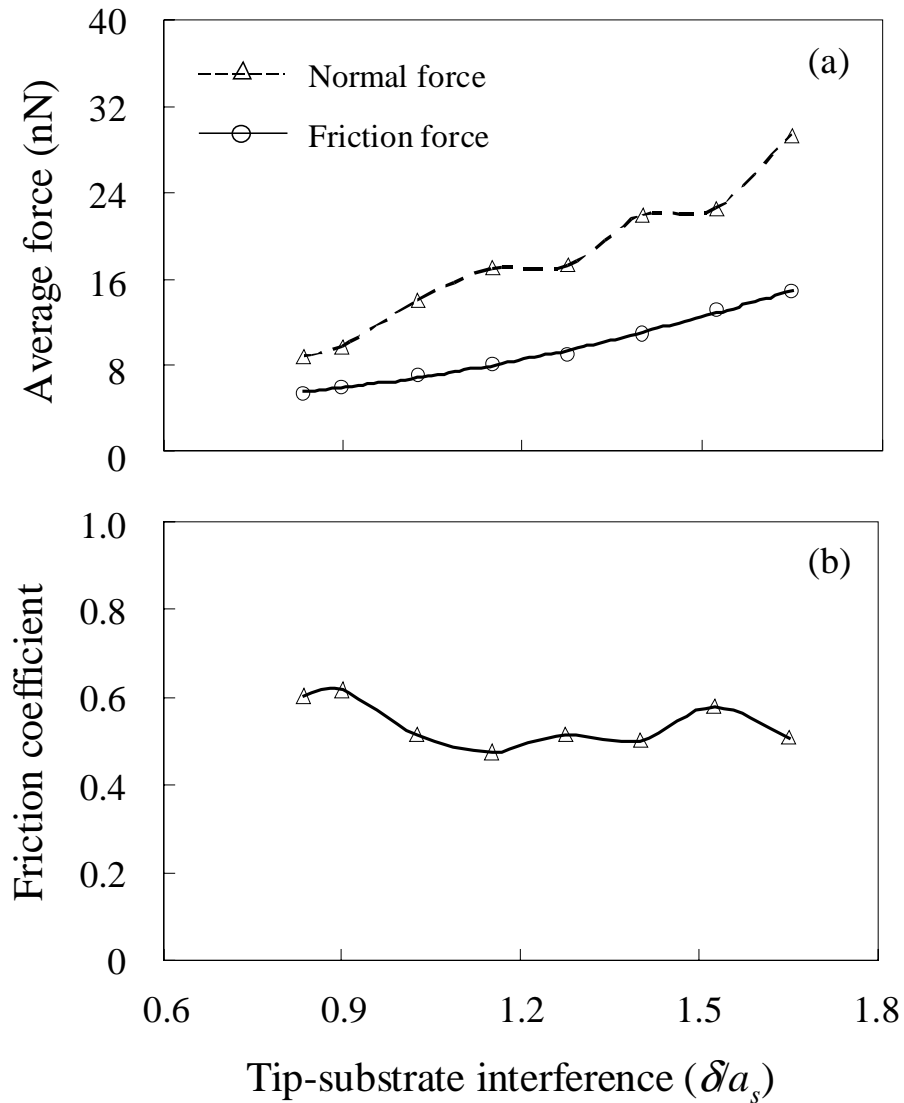 40
(a)
Normal force
32
Friction force
24
16
8
0
Average force (nN)
1.0
(b)
0.8
0.6
0.4
0.2
0
Friction coefficient
0.6 0.9 1.2 1.5 1.8
Tip-substrate interference (δ/a_s)